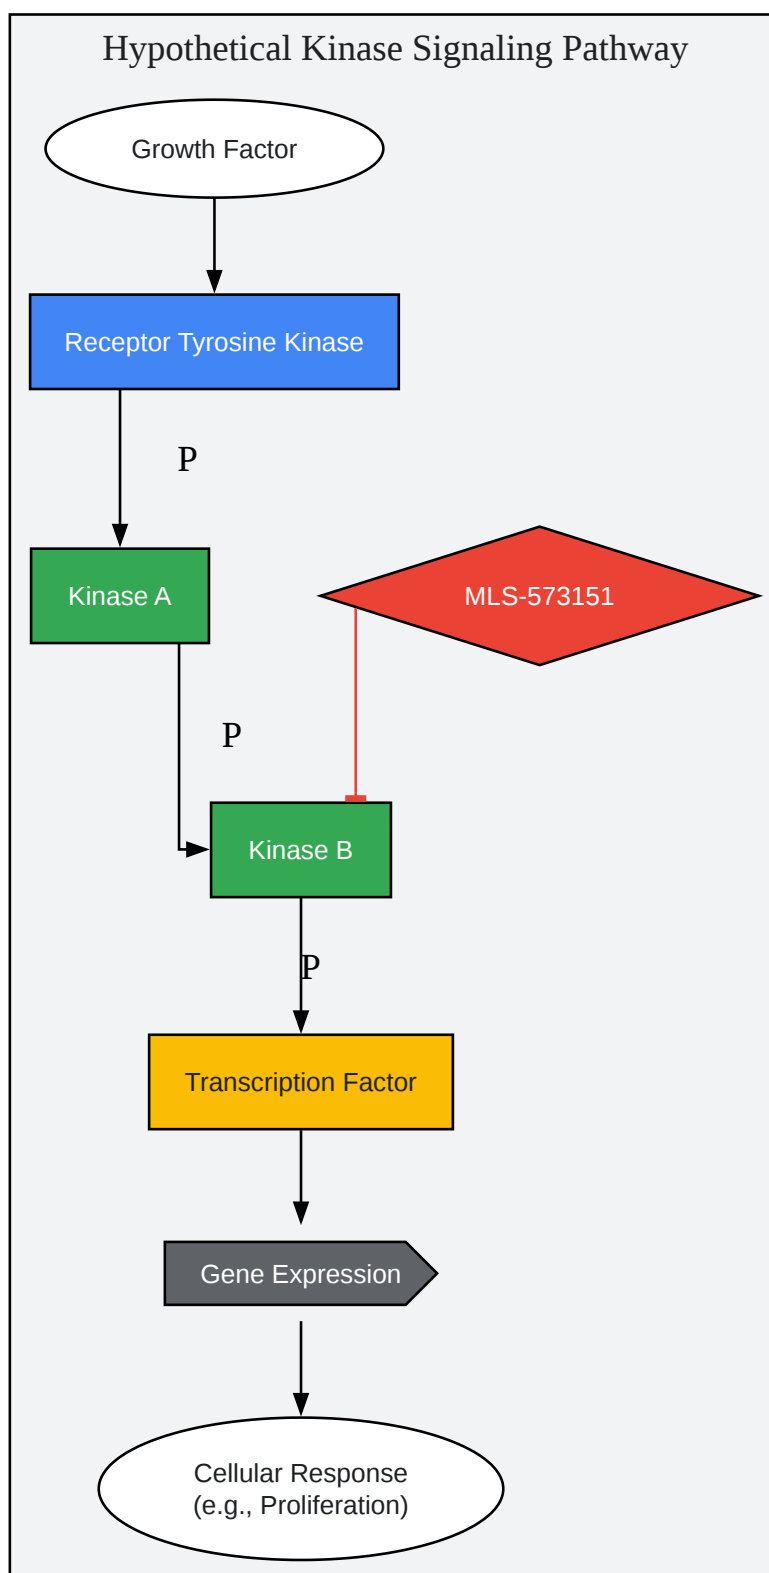 Hypothetical Kinase Signaling Pathway
Growth Factor
Receptor Tyrosine Kinase
P
Kinase A
MLS-573151
P
Kinase B
P
Transcription Factor
Gene Expression
Cellular Response
(e.g., Proliferation)